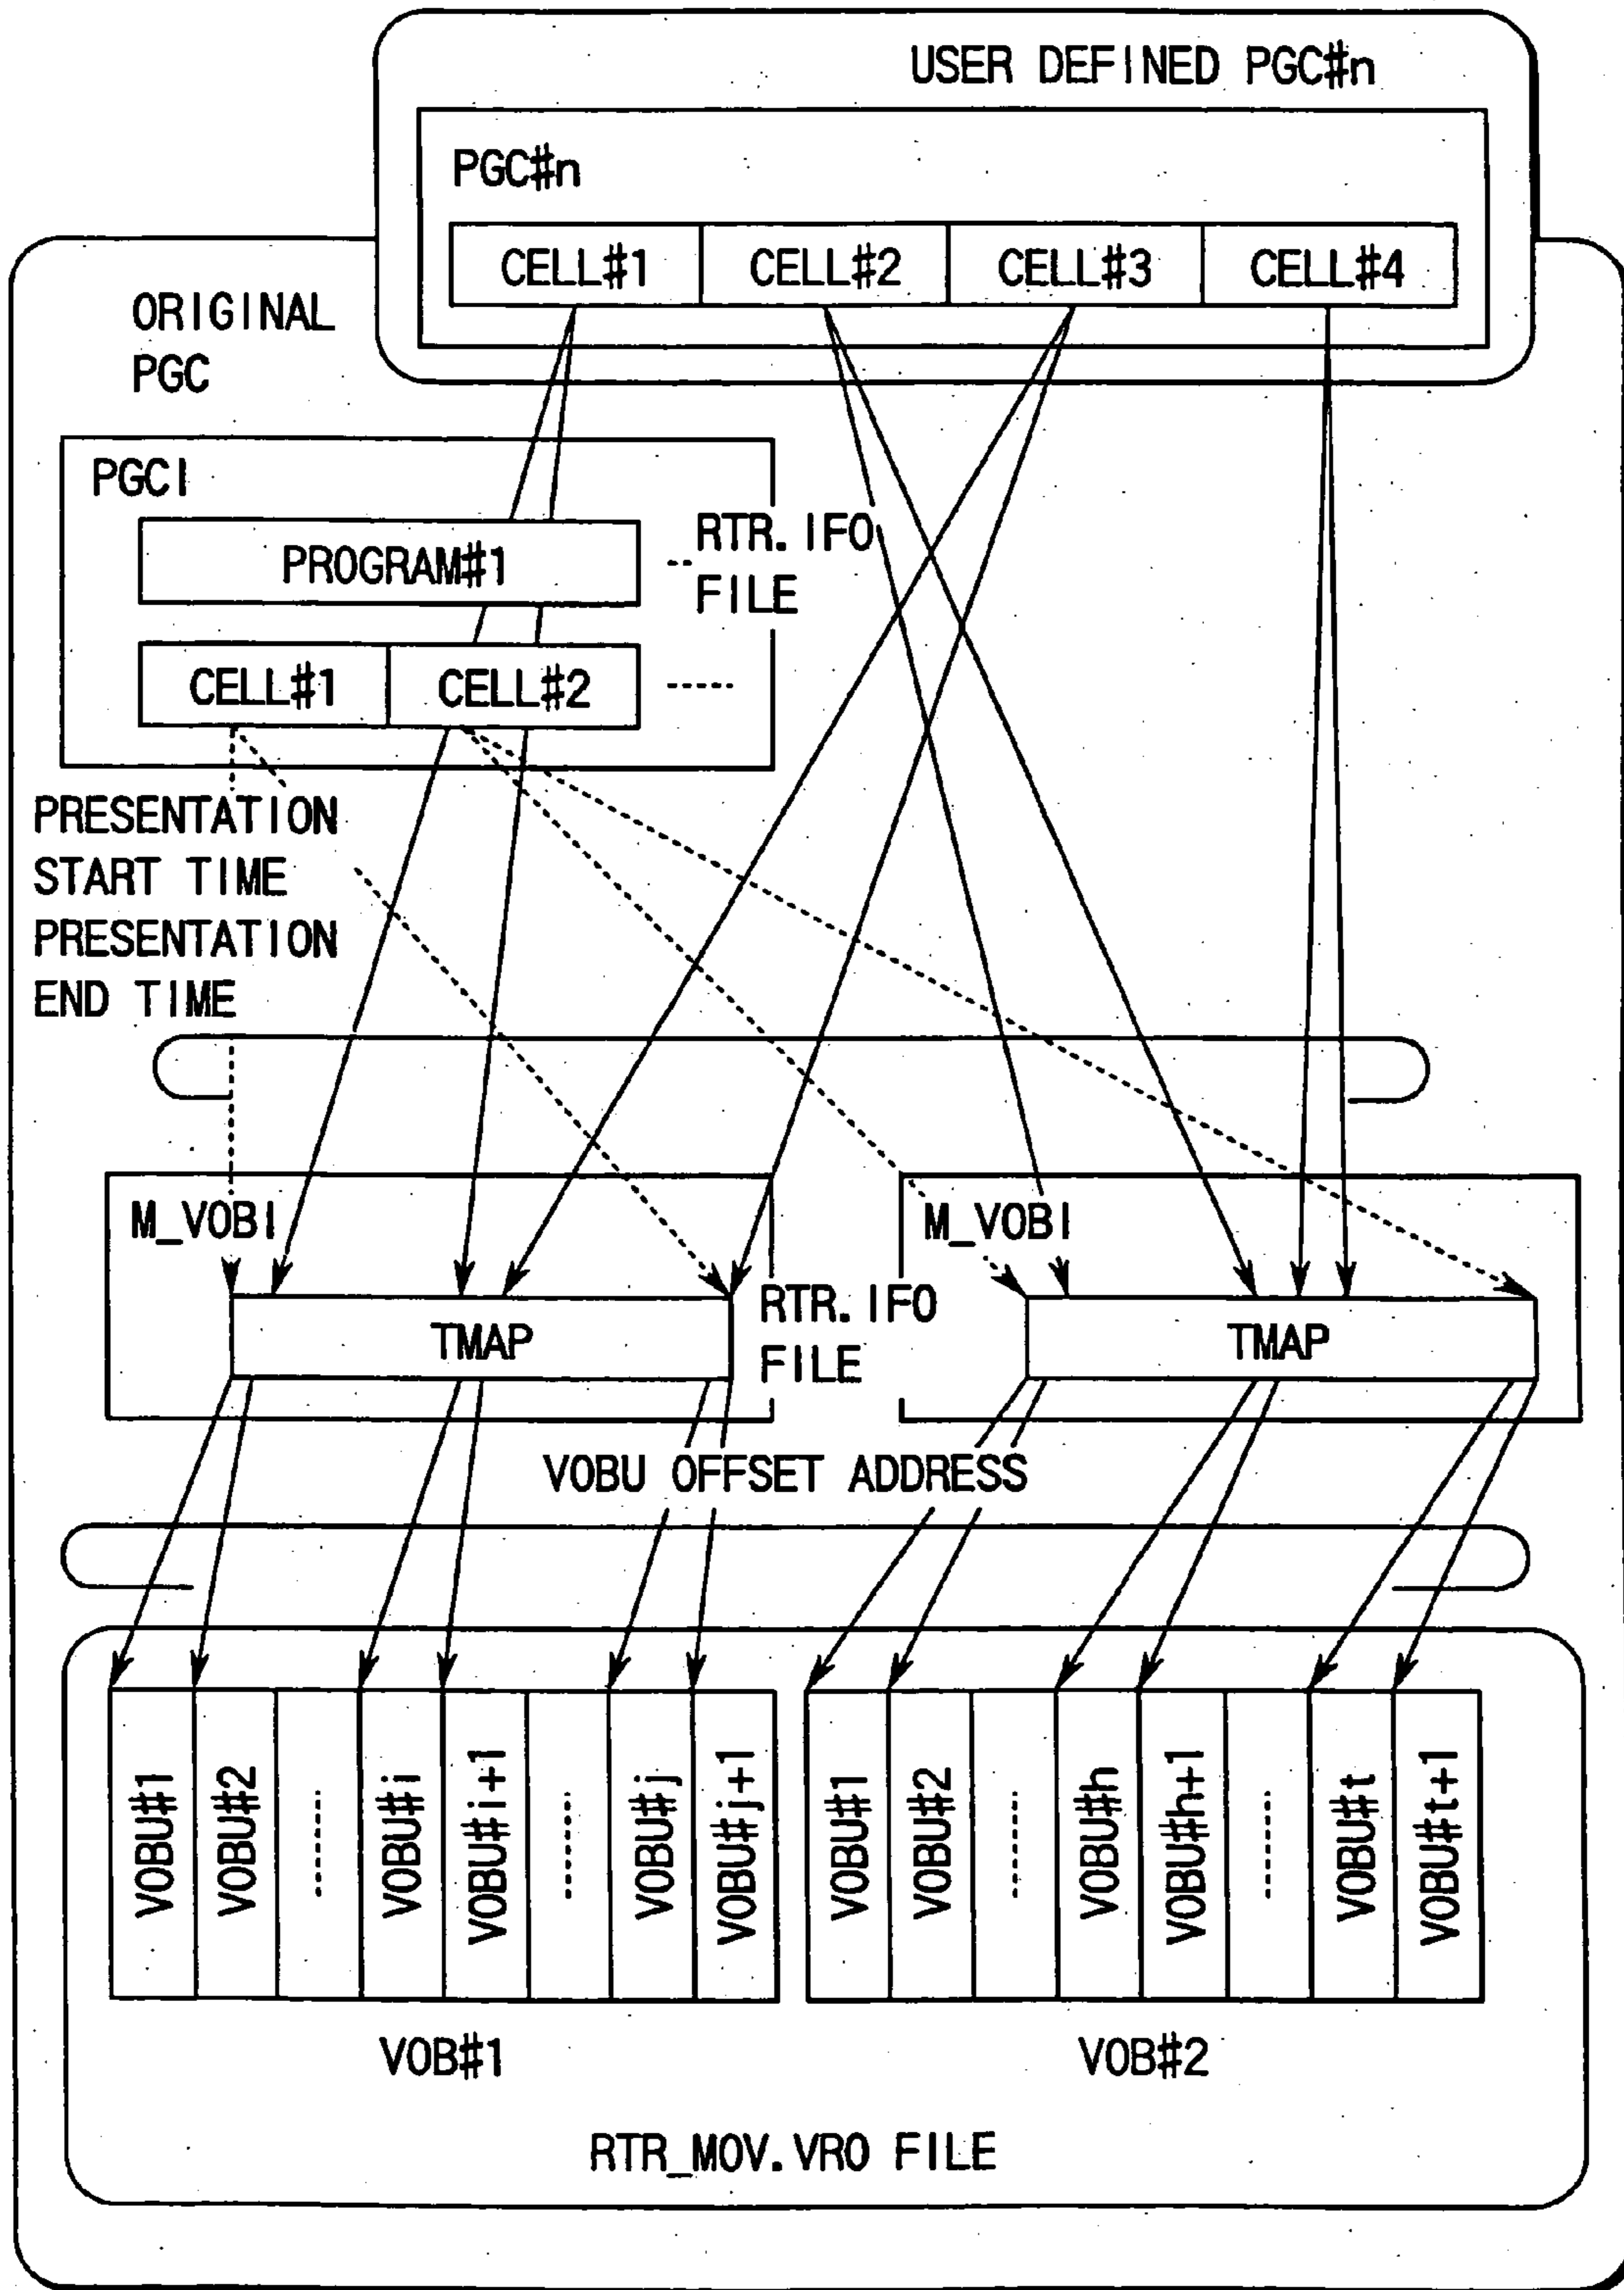 USER DEFINED PGC#n
PGC#n
CELL#1 CELL#2 CELL#3 CELL#4
ORIGINAL
PGC
PGCI
PROGRAM#1
RTR.IFO
FILE
CELL#1 CELL#2
PRESENTATION
START TIME
PRESENTATION
END TIME
M_VOBI
M_VOBI
TMAP
RTR.IFO
FILE
TMAP
VOBU OFFSET ADDRESS
VOBU#1
VOBU#2
VOBU#i
VOBU#i+1
VOBU#j
VOBU#j+1
VOBU#1
VOBU#2
VOBU#h
VOBU#h+1
VOBU#t
VOBU#t+1
VOB#1
VOB#2
RTR_MOV.VRO FILE